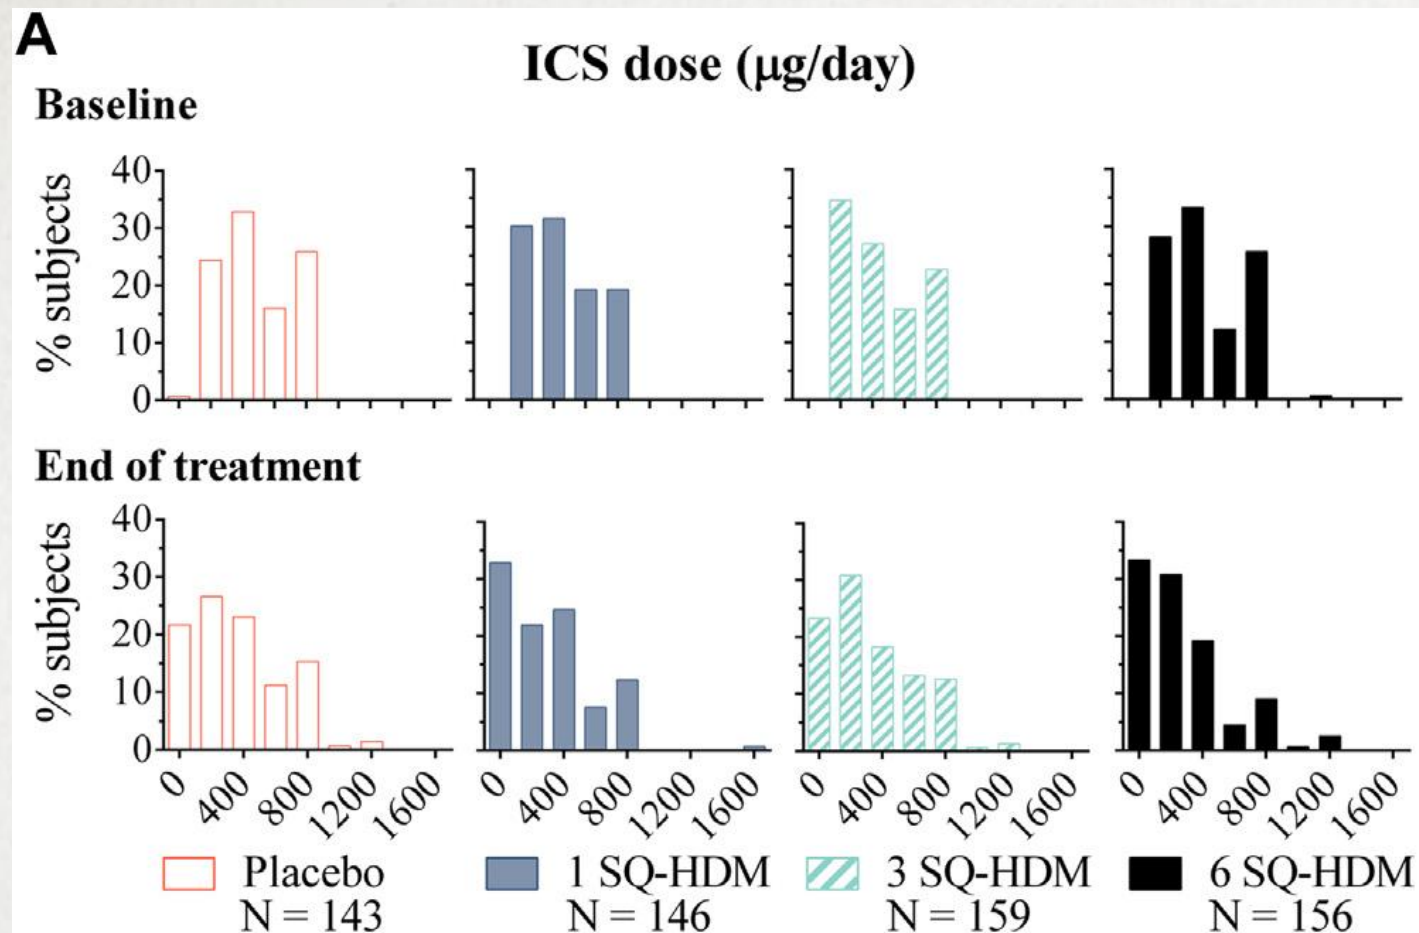 A
ICS dose (µg/day)
Baseline
% subjects
40
30
20
10
0
End of treatment
% subjects
40
30
20
10
0
0 400 800 1200 1600
0 400 800 1200 1600
0 400 800 1200 1600
0 400 800 1200 1600
Placebo
N = 143
1 SQ-HDM
N = 146
3 SQ-HDM
N = 159
6 SQ-HDM
N = 156